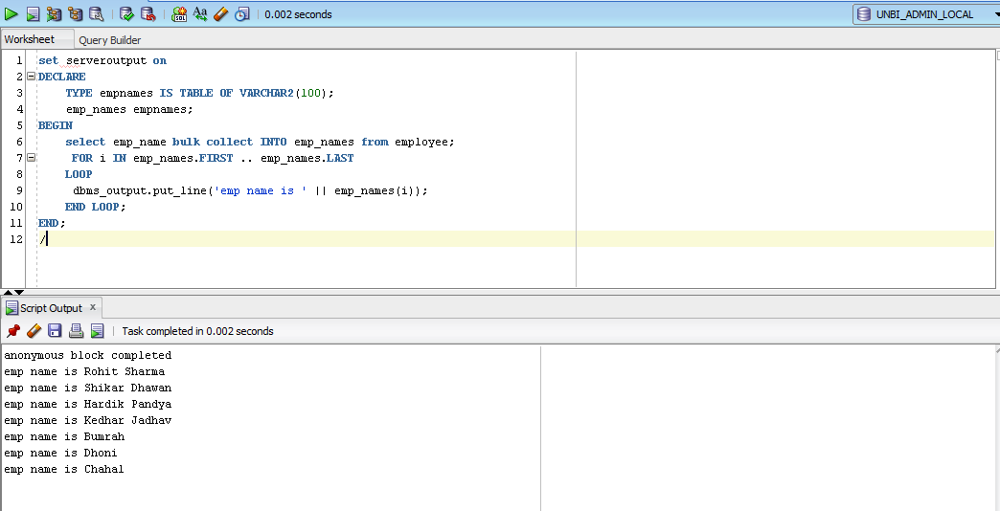 0.002 seconds
UNBI_ADMIN_LOCAL
Worksheet Query Builder
1 set serveroutput on
2 DECLARE
3 TYPE empnames IS TABLE OF VARCHAR2(100);
4 emp_names empnames;
5 BEGIN
6 select emp_name bulk collect INTO emp_names from employee;
7 FOR i IN emp_names.FIRST .. emp_names.LAST
8 LOOP
9 dbms_output.put_line('emp name is ' || emp_names(i));
10 END LOOP;
11 END;
12 /
Script Output x
Task completed in 0.002 seconds
anonymous block completed
emp name is Rohit Sharma
emp name is Shikar Dhawan
emp name is Hardik Pandya
emp name is Kedhar Jadhav
emp name is Bumrah
emp name is Dhoni
emp name is Chahal